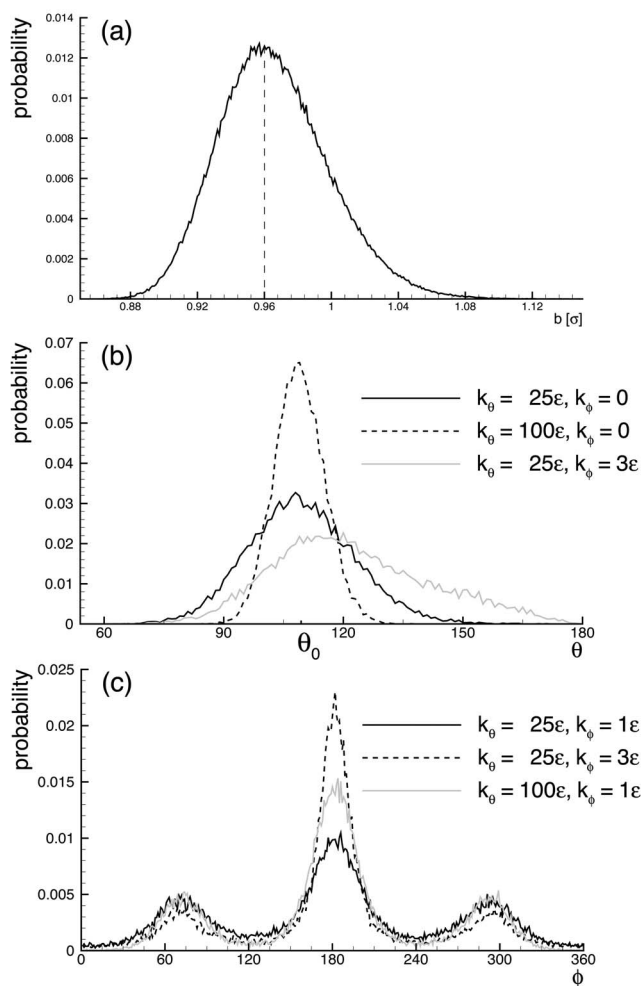 (a)
probability
0.014
0.012
0.01
0.008
0.006
0.004
0.002
0
0.88 0.92 0.96 1 1.04 1.08 1.12
b [σ]
(b)
probability
0.07
0.06
0.05
0.04
0.03
0.02
0.01
0
kθ = 25ε, kϕ = 0
kθ = 100ε, kϕ = 0
kθ = 25ε, kϕ = 3ε
60 90 120 150 180
θ0 θ
(c)
probability
0.025
0.02
0.015
0.01
0.005
0
kθ = 25ε, kϕ = 1ε
kθ = 25ε, kϕ = 3ε
kθ = 100ε, kϕ = 1ε
0 60 120 180 240 300 360
ϕ